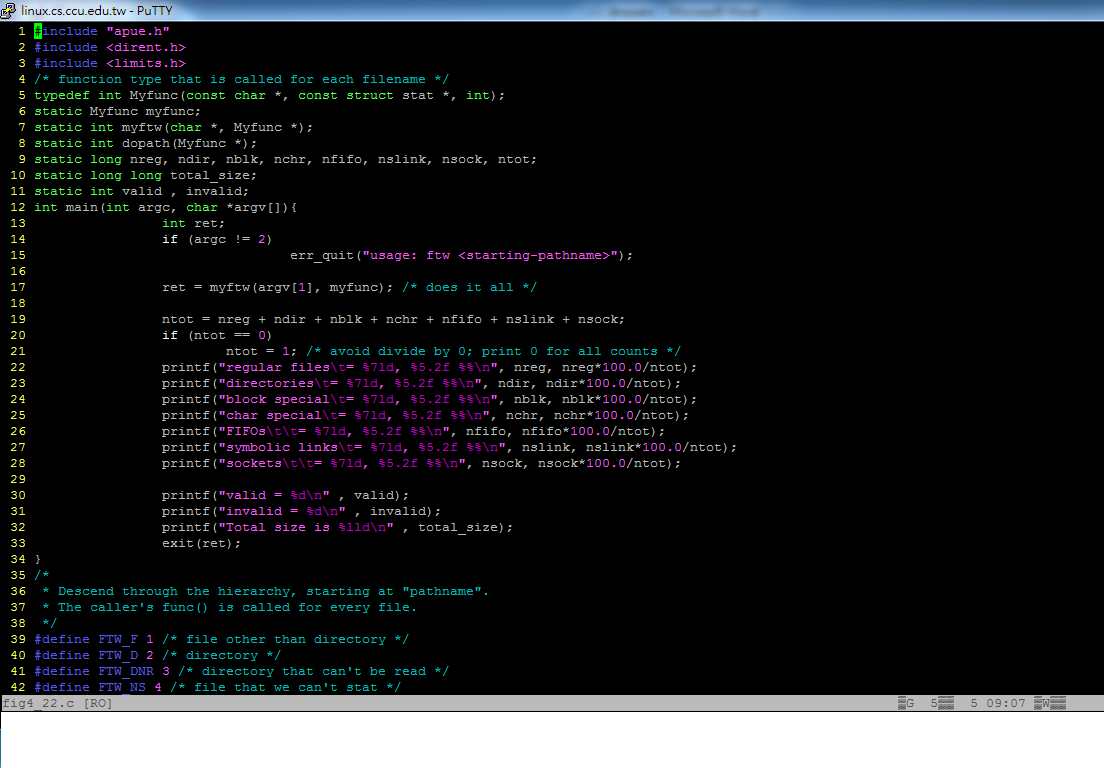 linux.cs.ccu.edu.tw - PuTTY
1 #include "apue.h"
2 #include <dirent.h>
3 #include <limits.h>
4 /* function type that is called for each filename */
5 typedef int Myfunc(const char *, const struct stat *, int);
6 static Myfunc myfunc;
7 static int myftw(char *, Myfunc *);
8 static int dopath(Myfunc *);
9 static long nreg, ndir, nblk, nchr, nfifo, nslink, nsock, ntot;
10 static long long total_size;
11 static int valid , invalid;
12 int main(int argc, char *argv[]){
13 int ret;
14 if (argc != 2)
15 err_quit("usage: ftw <starting-pathname>");
16
17 ret = myftw(argv[1], myfunc); /* does it all */
18
19 ntot = nreg + ndir + nblk + nchr + nfifo + nslink + nsock;
20 if (ntot == 0)
21 ntot = 1; /* avoid divide by 0; print 0 for all counts */
22 printf("regular files\t= %7ld, %5.2f %%\n", nreg, nreg*100.0/ntot);
23 printf("directories\t= %7ld, %5.2f %%\n", ndir, ndir*100.0/ntot);
24 printf("block special\t= %7ld, %5.2f %%\n", nblk, nblk*100.0/ntot);
25 printf("char special\t= %7ld, %5.2f %%\n", nchr, nchr*100.0/ntot);
26 printf("FIFOs\t\t= %7ld, %5.2f %%\n", nfifo, nfifo*100.0/ntot);
27 printf("symbolic links\t= %7ld, %5.2f %%\n", nslink, nslink*100.0/ntot);
28 printf("sockets\t\t= %7ld, %5.2f %%\n", nsock, nsock*100.0/ntot);
29
30 printf("valid = %d\n" , valid);
31 printf("invalid = %d\n" , invalid);
32 printf("Total size is %lld\n" , total_size);
33 exit(ret);
34 }
35 /*
36 * Descend through the hierarchy, starting at "pathname".
37 * The caller's func() is called for every file.
38 */
39 #define FTW_F 1 /* file other than directory */
40 #define FTW_D 2 /* directory */
41 #define FTW_DNR 3 /* directory that can't be read */
42 #define FTW_NS 4 /* file that we can't stat */
fig4_22.c [RO] G 5 5 09:07 W